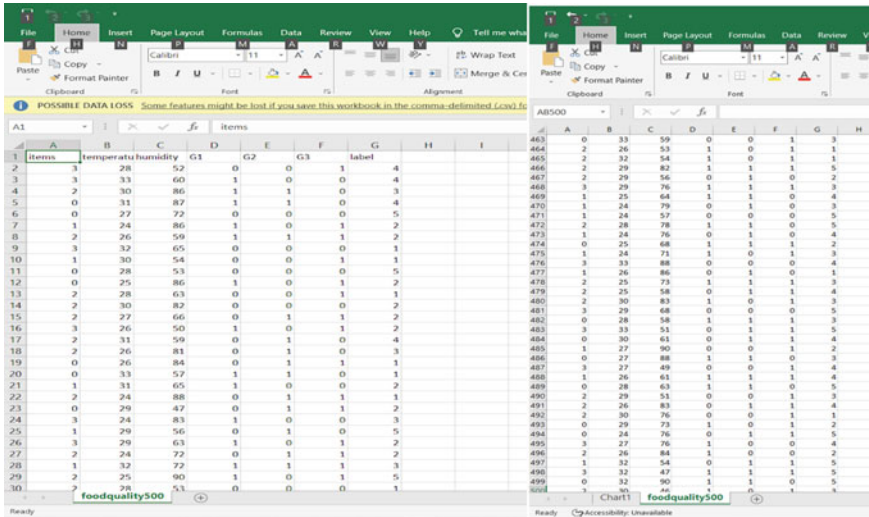 File Home Insert Page Layout Formulas Data Review View Help Tell me wha
Cut
Copy
Format Painter
Paste
Calibri 11
B I U
Wrap Text
Merge & Cen
Clipboard Font Alignment
POSSIBLE DATA LOSS Some features might be lost if you save this workbook in the comma-delimited (.csv) fo
A1 fx items
A B C D E F G H I
1 items temperatu humidity G1 G2 G3 label
2 3 28 52 0 0 1 4
3 3 33 60 1 0 0 4
4 2 30 86 1 1 0 3
5 0 31 87 1 1 0 4
6 0 27 72 0 0 0 5
7 1 24 86 1 0 1 2
8 2 26 59 1 1 1 2
9 3 32 65 0 0 0 1
10 1 30 54 0 0 1 1
11 0 28 53 0 0 0 5
12 0 25 86 1 0 1 2
13 2 28 63 0 0 1 1
14 2 30 82 0 0 0 2
15 2 27 66 0 1 1 2
16 3 26 50 1 0 1 2
17 2 31 59 0 1 0 4
18 2 26 81 0 1 0 3
19 0 26 84 0 1 1 2
20 0 33 57 1 1 0 1
21 1 31 65 1 0 0 2
22 2 24 88 0 1 1 1
23 0 29 47 0 1 1 2
24 3 24 83 1 0 0 3
25 1 29 56 1 0 1 5
26 3 29 63 1 0 1 2
27 2 24 72 0 1 1 2
28 1 32 72 1 1 1 3
29 2 25 90 1 0 1 5
30 2 28 53 0 0 0 1
foodquality500
Ready
File Home Insert Page Layout Formulas Data Review
Cut
Copy
Format Painter
Paste
Calibri 11
B I U
Clipboard Font
AB500 fx
A B C D E F G H
463 0 33 59 0 0 1 3
464 2 26 53 1 0 1
465 2 32 54 1 0 1 1
466 2 29 82 1 1 1 5
467 2 29 56 0 1 0 2
468 3 29 76 1 1 1 3
469 1 25 64 1 1 0 4
470 1 24 79 0 1 0 3
471 1 24 57 0 0 0 5
472 2 28 78 1 1 0 5
473 1 24 76 0 1 0 4
474 0 25 68 1 1 1 2
475 1 24 71 1 0 1 3
476 3 33 88 0 0 0 4
477 1 26 86 0 1 0 1
478 2 25 73 1 1 1 3
479 2 25 58 0 1 1 4
480 2 30 83 1 0 1 3
481 3 29 68 0 0 0 5
482 0 28 58 1 1 1 3
483 3 33 51 0 1 1 5
484 0 30 61 0 1 1 4
485 1 27 90 0 0 1 2
486 0 27 88 1 1 0 3
487 3 27 49 0 0 1 4
488 1 26 61 1 1 1 4
489 0 28 63 1 1 0 5
490 2 29 51 0 1 1 3
491 2 26 83 0 1 1 4
492 2 30 76 0 1 1 1
493 0 29 73 1 0 1 2
494 0 24 76 0 1 1 5
495 3 27 76 1 0 0 4
496 2 26 84 1 0 0 2
497 1 32 54 0 1 1 5
498 3 32 47 1 1 1 5
499 0 32 90 1 0 1 5
500
Chart1 foodquality500
Ready Accessibility: Unavailable